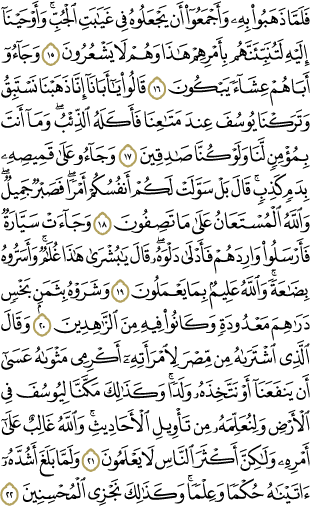 فَلَمَّا ذَهَبُوا۟ بِهِۦ وَأَجْمَعُوٓا۟ أَن يَجْعَلُوهُ فِى غَيَـٰبَتِ ٱلْجُبِّ ۚ وَأَوْحَيْنَآ
إِلَيْهِ لَتُنَبِّئَنَّهُم بِأَمْرِهِمْ هَـٰذَا وَهُمْ لَا يَشْعُرُونَ ١٥ وَجَآءُوٓ
أَبَاهُمْ عِشَآءً يَبْكُونَ ١٦ قَالُوا۟ يَـٰٓأَبَانَآ إِنَّا ذَهَبْنَا نَسْتَبِقُ
وَتَرَكْنَا يُوسُفَ عِندَ مَتَـٰعِنَا فَأَكَلَهُ ٱلذِّئْبُ ۖ وَمَآ أَنتَ
بِمُؤْمِنٍ لَّنَا وَلَوْ كُنَّا صَـٰدِقِينَ ١٧ وَجَآءُو عَلَىٰ قَمِيصِهِۦ
بِدَمٍ كَذِبٍ ۚ قَالَ بَلْ سَوَّلَتْ لَكُمْ أَنفُسُكُمْ أَمْرًا ۖ فَصَبْرٌ جَمِيلٌ ۖ
وَٱللَّهُ ٱلْمُسْتَعَانُ عَلَىٰ مَا تَصِفُونَ ١٨ وَجَآءَتْ سَيَّارَةٌ
فَأَرْسَلُوا۟ وَارِدَهُمْ فَأَدْلَىٰ دَلْوَهُۥ ۖ قَالَ يَـٰبُشْرَىٰ هَـٰذَا غُلَـٰمٌ ۚ وَأَسَرُّوهُ
بِضَـٰعَةً ۚ وَٱللَّهُ عَلِيمٌۢ بِمَا يَعْمَلُونَ ١٩ وَشَرَوْهُ بِثَمَنٍۭ بَخْسٍ
دَرَٰهِمَ مَعْدُودَةٍ وَكَانُوا۟ فِيهِ مِنَ ٱلزَّٰهِدِينَ ٢٠ وَقَالَ
ٱلَّذِى ٱشْتَرَىٰهُ مِن مِّصْرَ لِٱمْرَأَتِهِۦٓ أَكْرِمِى مَثْوَىٰهُ عَسَىٰٓ
أَن يَنفَعَنَآ أَوْ نَتَّخِذَهُۥ وَلَدًا ۚ وَكَذَٰلِكَ مَكَّنَّا لِيُوسُفَ فِى
ٱلْأَرْضِ وَلِنُعَلِّمَهُۥ مِن تَأْوِيلِ ٱلْأَحَادِيثِ ۚ وَٱللَّهُ غَالِبٌ عَلَىٰٓ
أَمْرِهِۦ وَلَـٰكِنَّ أَكْثَرَ ٱلنَّاسِ لَا يَعْلَمُونَ ٢١ وَلَمَّا بَلَغَ أَشُدَّهُۥٓ
ءَاتَيْنَـٰهُ حُكْمًا وَعِلْمًا ۚ وَكَذَٰلِكَ نَجْزِى ٱلْمُحْسِنِينَ ٢٢